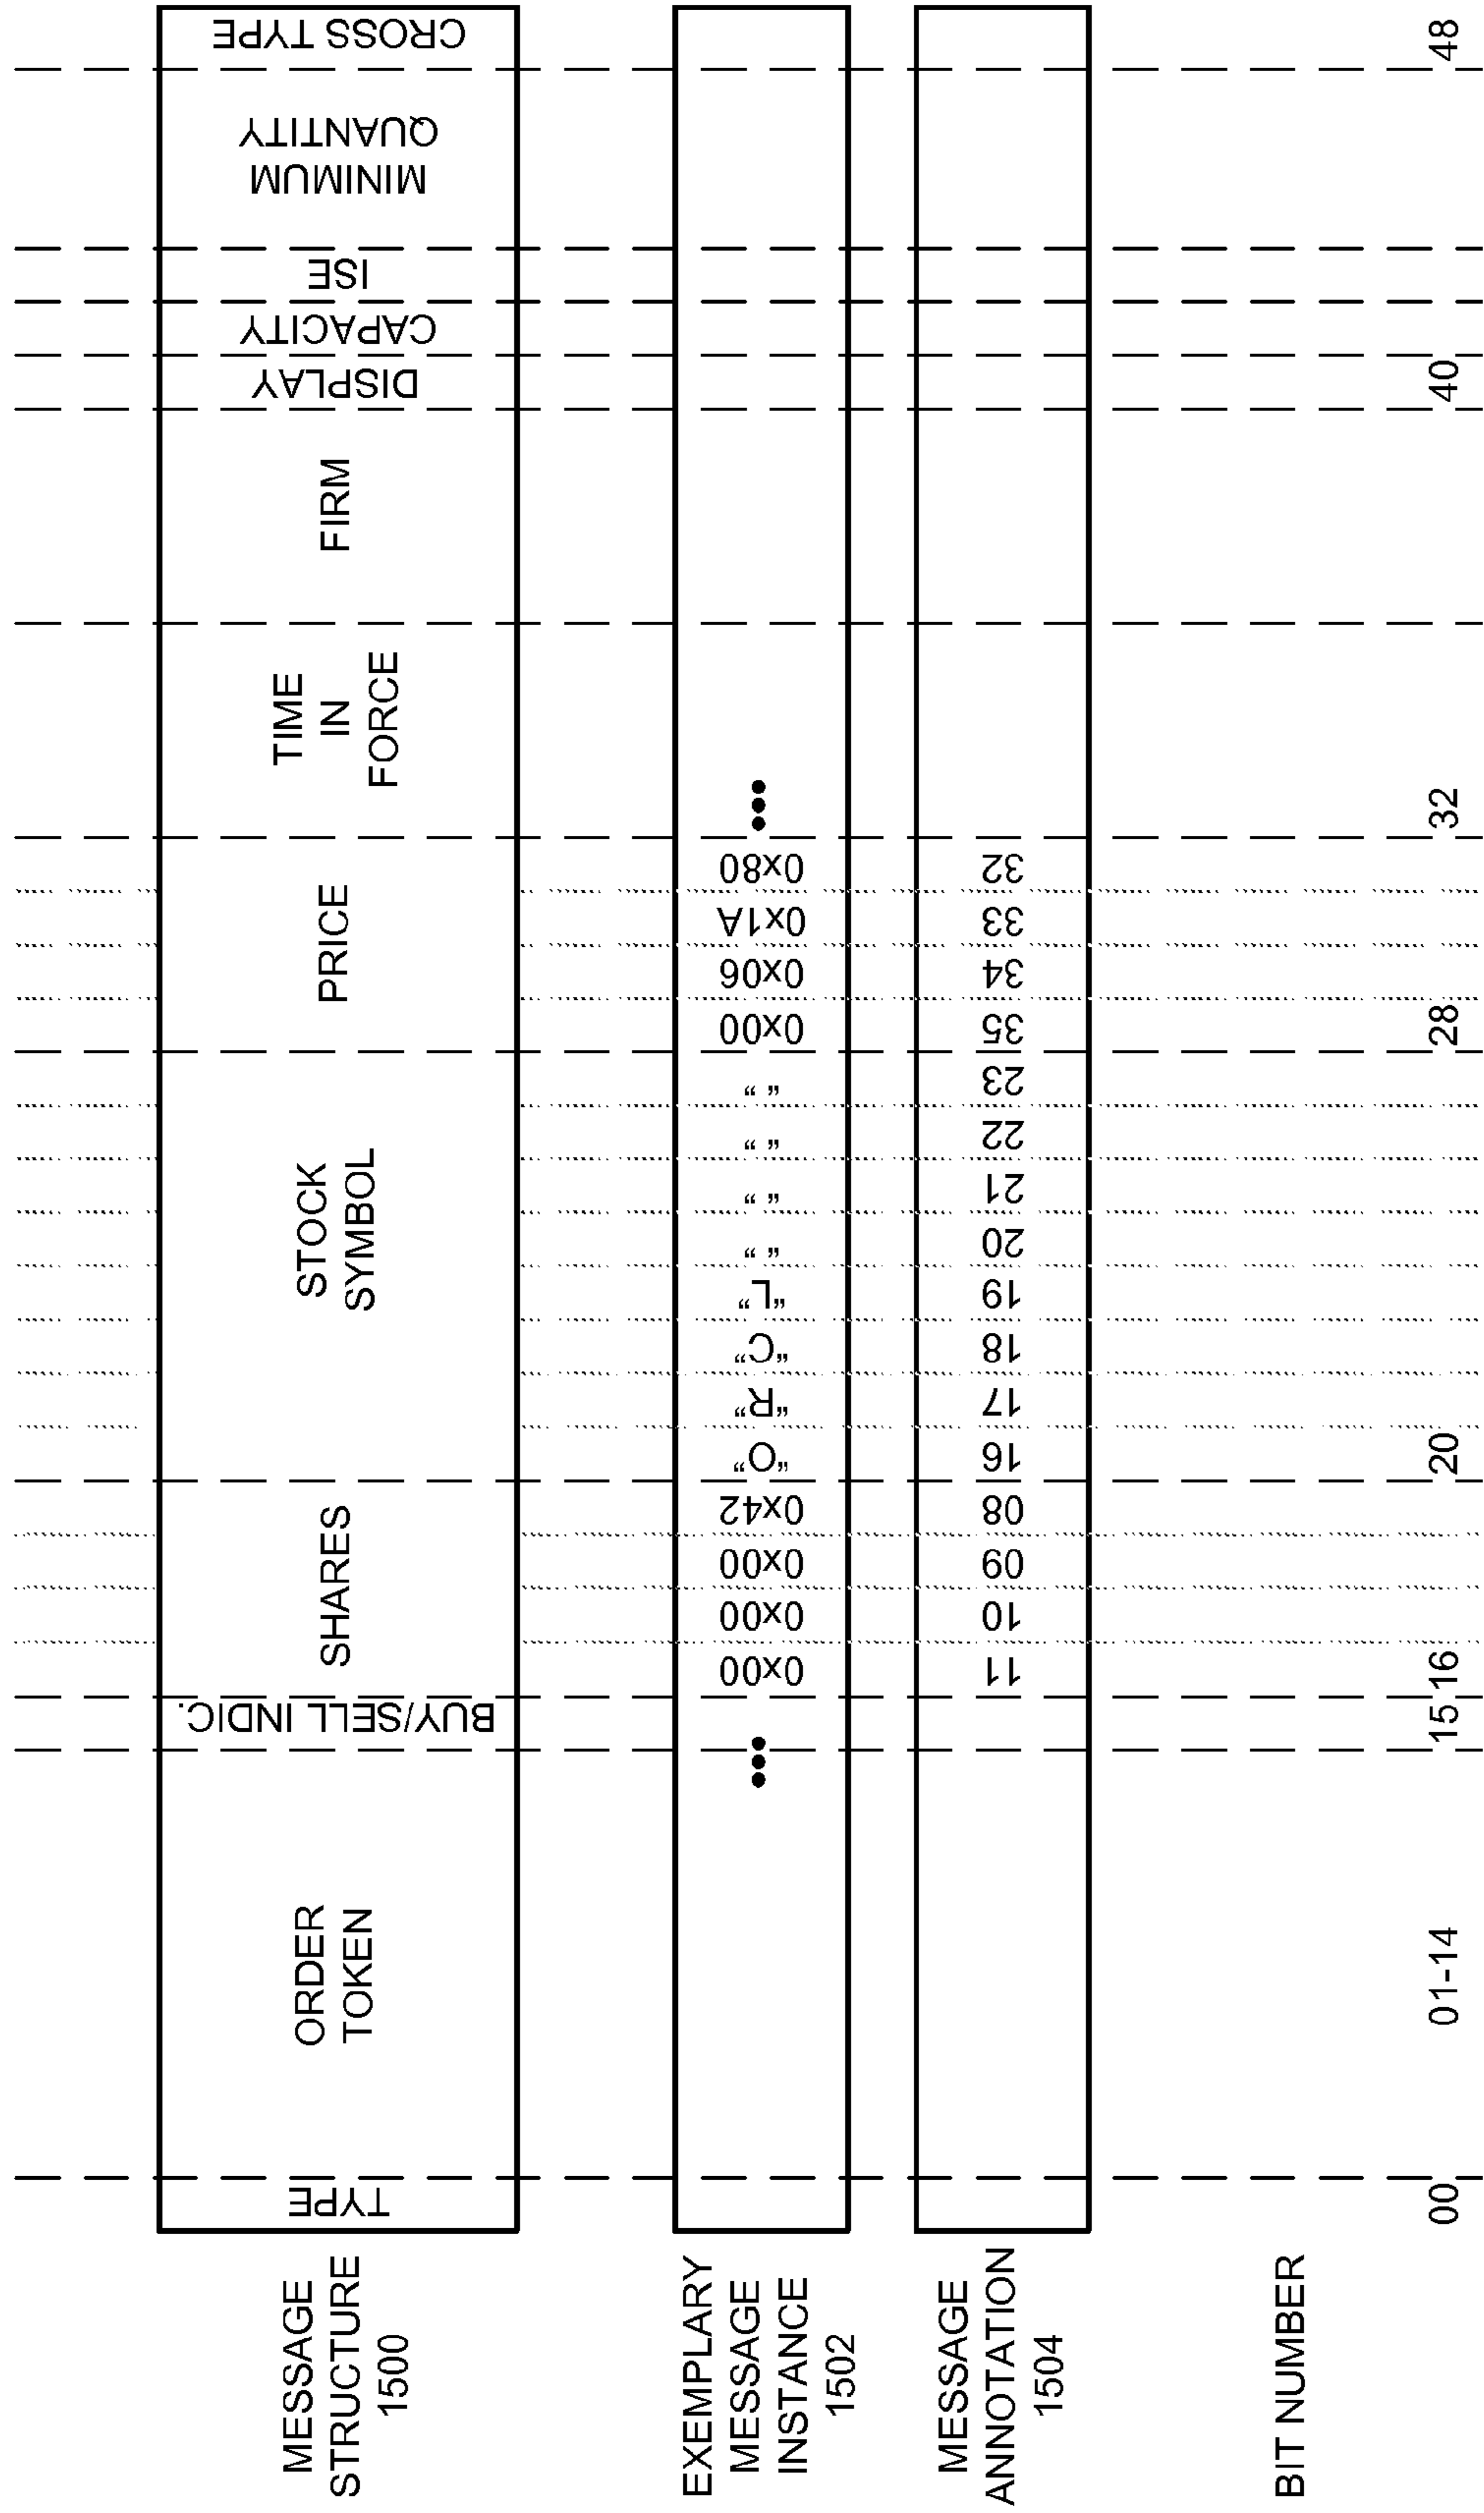 MESSAGE
STRUCTURE
1500
TYPE
ORDER
TOKEN
BUY/SELL INDIC.
SHARES
STOCK
SYMBOL
PRICE
TIME
IN
FORCE
FIRM
DISPLAY
CAPACITY
ISE
MINIMUM
QUANTITY
CROSS TYPE
EXEMPLARY
MESSAGE
INSTANCE
1502
•••
0x00
0x00
0x00
0x42
“O”
“R”
“C”
“L”
“ ”
“ ”
“ ”
“ ”
0x00
0x06
0x1A
0x80
•••
MESSAGE
ANNOTATION
1504
11
10
09
08
16
17
18
19
20
21
22
23
35
34
33
32
BIT NUMBER
00
01-14
15
16
20
28
32
40
48